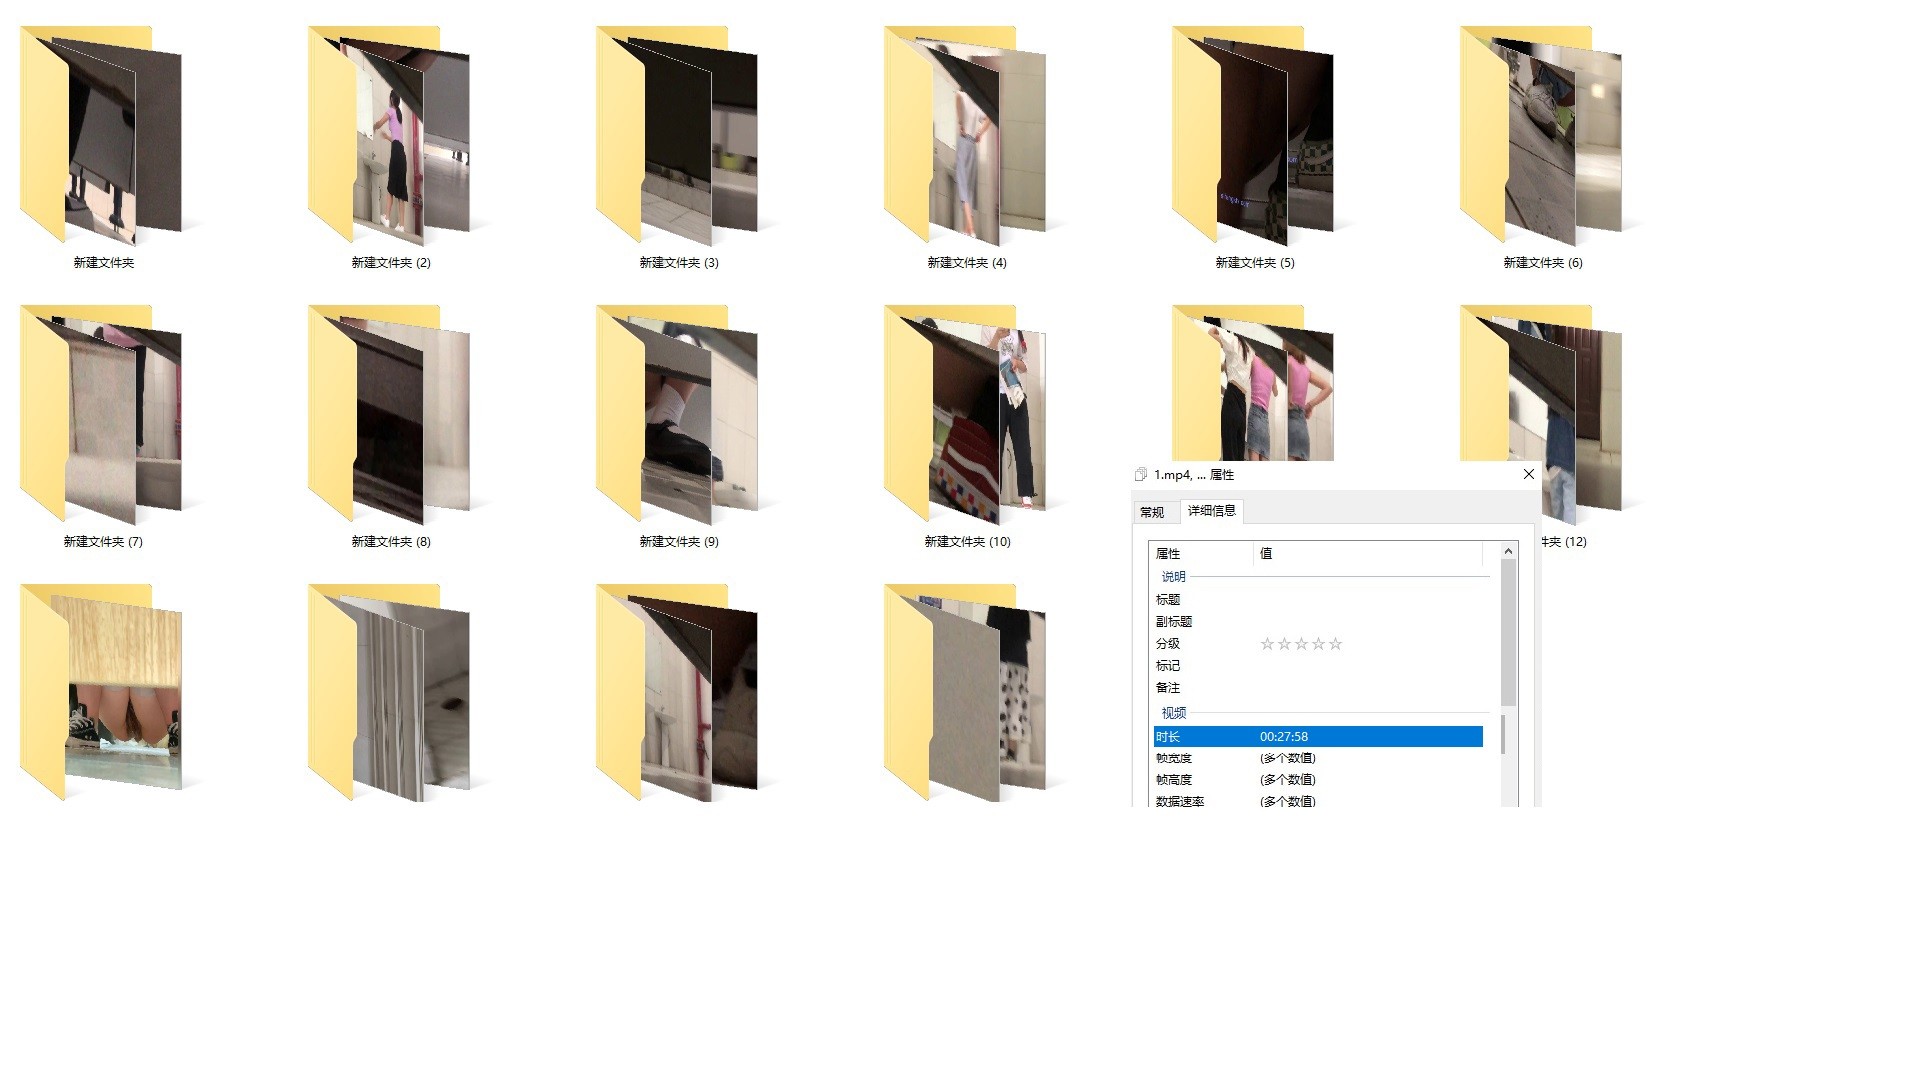 新建文件夹
新建文件夹 (2)
新建文件夹 (3)
新建文件夹 (4)
新建文件夹 (5)
新建文件夹 (6)
新建文件夹 (7)
新建文件夹 (8)
新建文件夹 (9)
新建文件夹 (10)
夹 (12)
1.mp4, ... 属性
常规
详细信息
属性 值
说明
标题
副标题
分级 ☆☆☆☆☆
标记
备注
视频
时长 00:27:58
帧宽度 (多个数值)
帧高度 (多个数值)
数据速率 (多个数值)